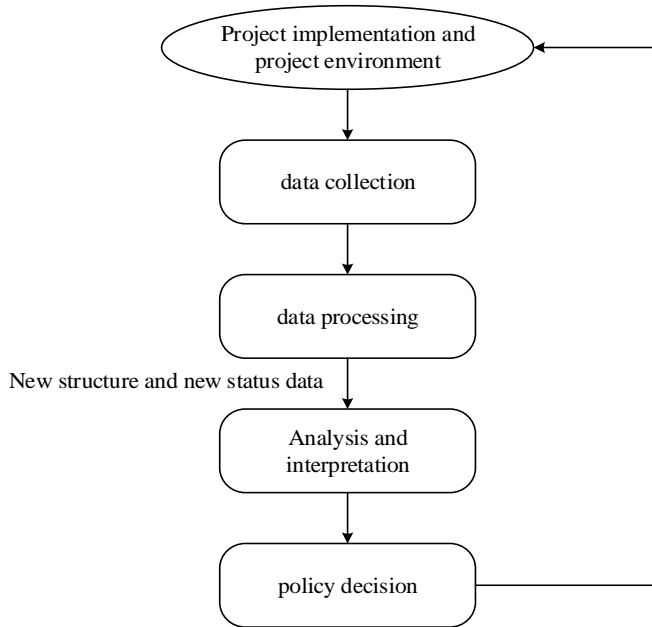 Project implementation and
project environment
data collection
data processing
New structure and new status data
Analysis and
interpretation
policy decision